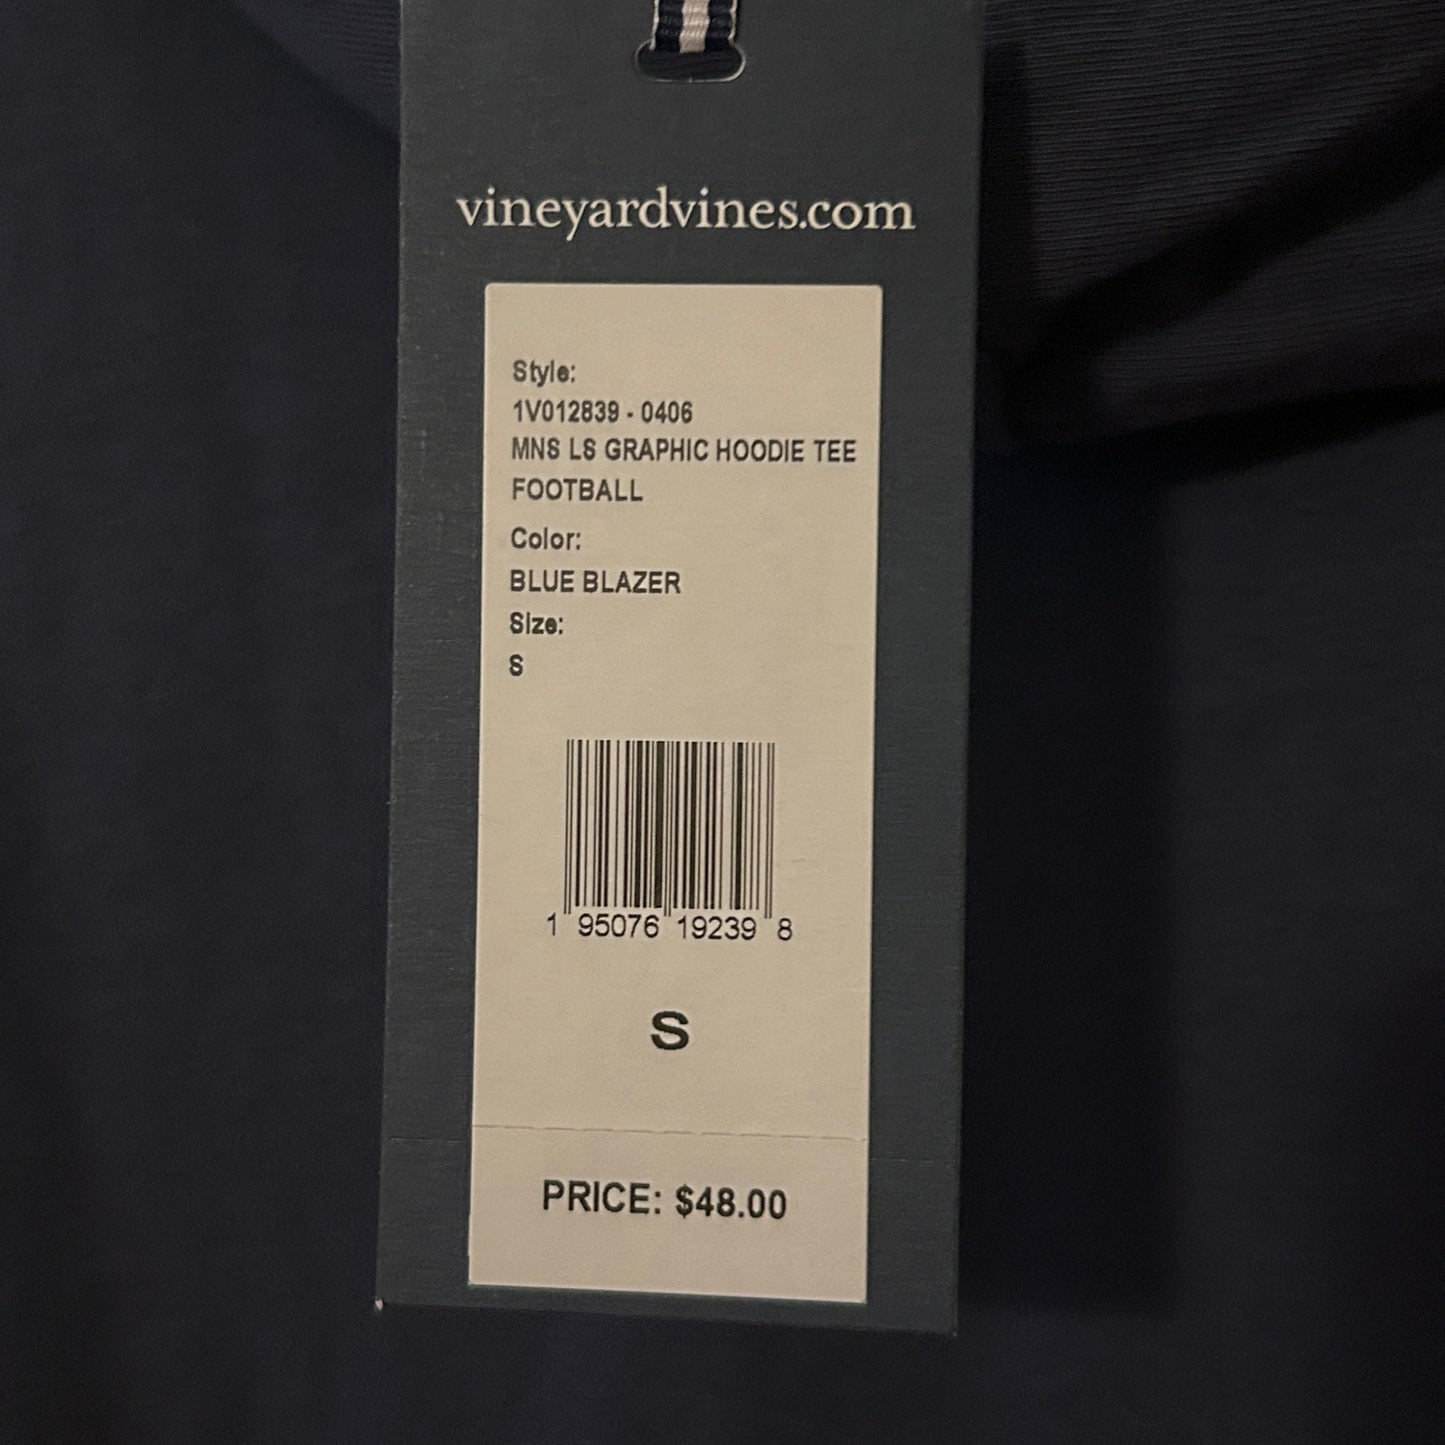 vineyardvines.com
Style:
1V012839 - 0406
MNS LS GRAPHIC HOODIE TEE
FOOTBALL
Color:
BLUE BLAZER
Size:
S
1 95076 19239 8
S
PRICE: $48.00